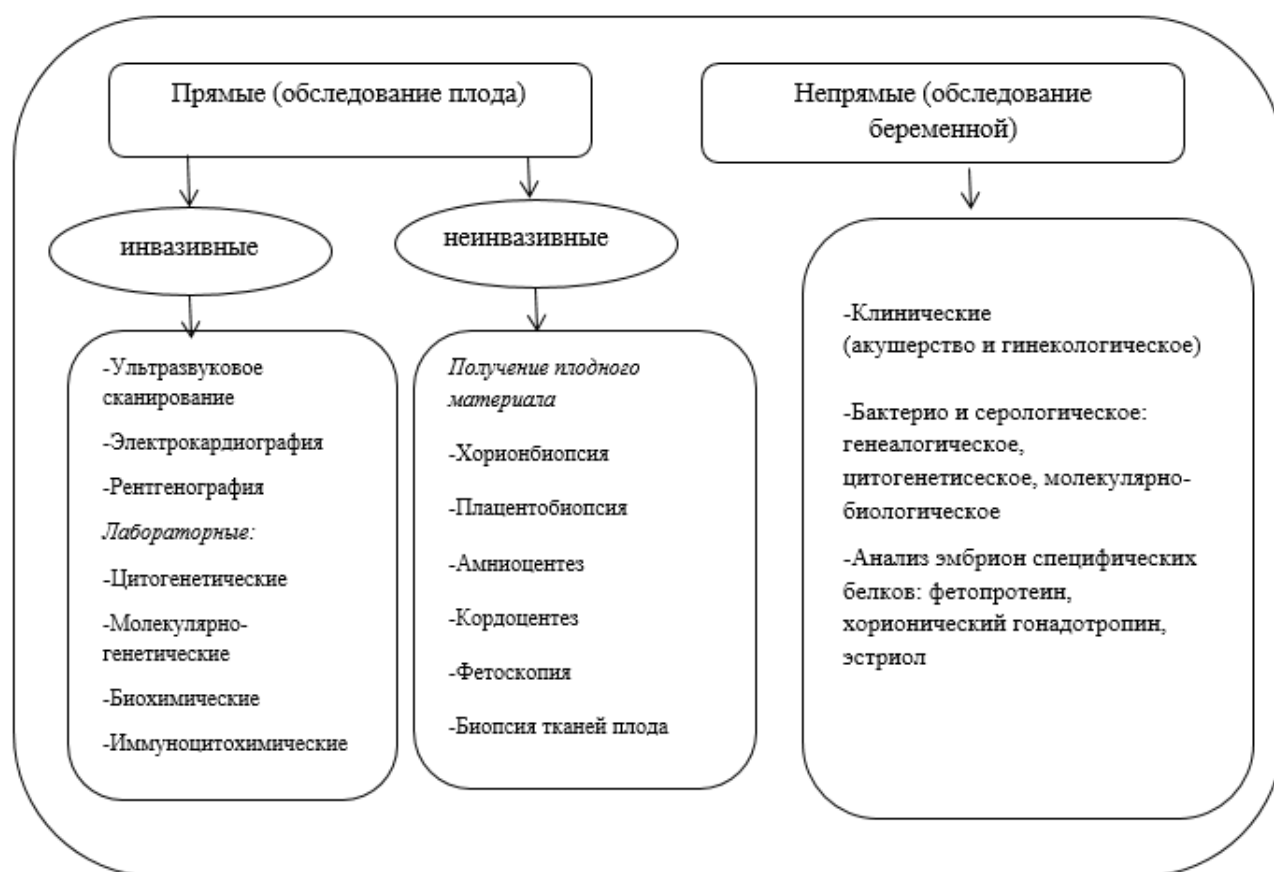 Прямые (обследование плода)
Непрямые (обследование
беременной)
инвазивные
неинвазивные
-Ультразвуковое
сканирование
-Электрокардиография
-Рентгенография
Лабораторные:
-Цитогенетические
-Молекулярно-
генетические
-Биохимические
-Иммуноцитохимические
Получение плодного
материала
-Хорионбиопсия
-Плацентобиопсия
-Амниоцентез
-Кордоцентез
-Фетоскопия
-Биопсия тканей плода
-Клинические
(акушерство и гинекологическое)
-Бактерио и серологическое:
генеалогическое,
цитогенетисеское, молекулярно-
биологическое
-Анализ эмбрион специфических
белков: фетопротеин,
хорионический гонадотропин,
эстриол